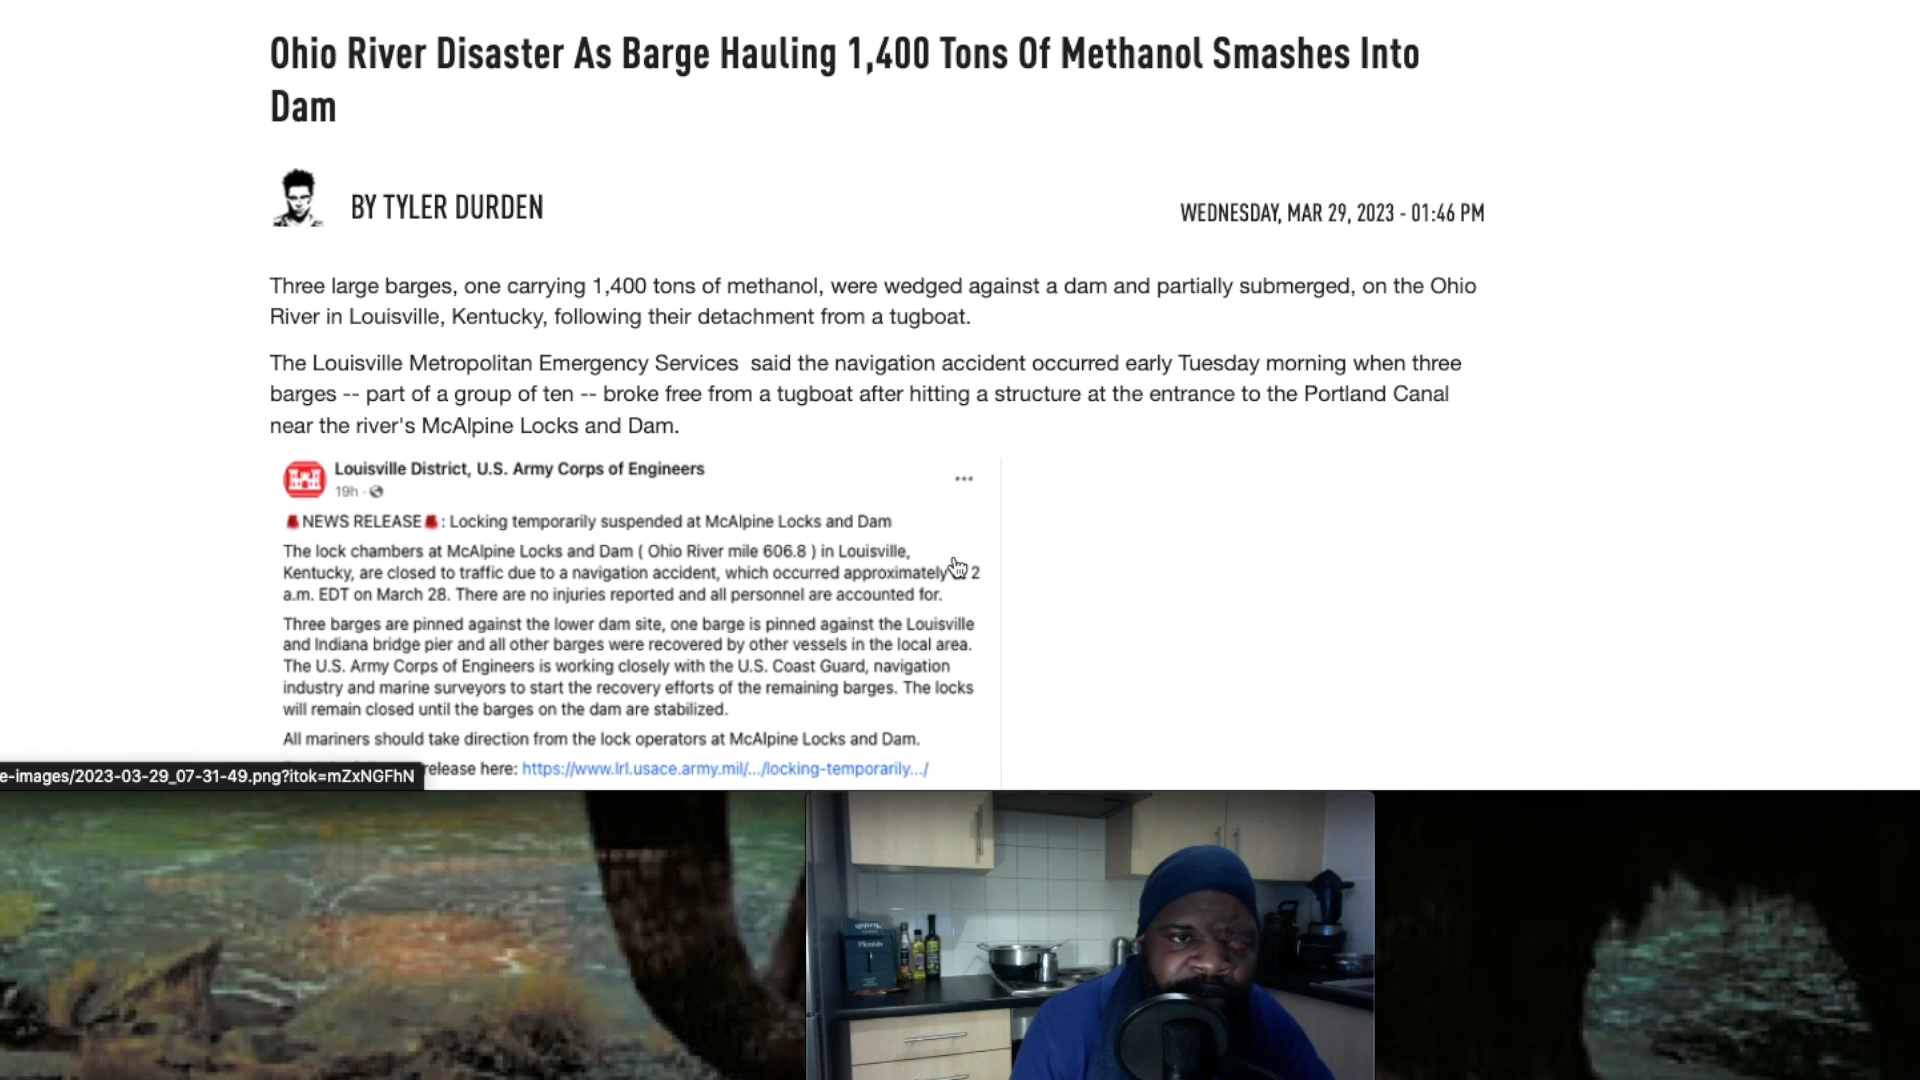 Ohio River Disaster As Barge Hauling 1,400 Tons Of Methanol Smashes Into
Dam
BY TYLER DURDEN
WEDNESDAY, MAR 29, 2023 - 01:46 PM
Three large barges, one carrying 1,400 tons of methanol, were wedged against a dam and partially submerged, on the Ohio
River in Louisville, Kentucky, following their detachment from a tugboat.
The Louisville Metropolitan Emergency Services said the navigation accident occurred early Tuesday morning when three
barges -- part of a group of ten -- broke free from a tugboat after hitting a structure at the entrance to the Portland Canal
near the river's McAlpine Locks and Dam.
Louisville District, U.S. Army Corps of Engineers
19h ·
NEWS RELEASE : Locking temporarily suspended at McAlpine Locks and Dam
The lock chambers at McAlpine Locks and Dam ( Ohio River mile 606.8 ) in Louisville,
Kentucky, are closed to traffic due to a navigation accident, which occurred approximately 2
a.m. EDT on March 28. There are no injuries reported and all personnel are accounted for.
Three barges are pinned against the lower dam site, one barge is pinned against the Louisville
and Indiana bridge pier and all other barges were recovered by other vessels in the local area.
The U.S. Army Corps of Engineers is working closely with the U.S. Coast Guard, navigation
industry and marine surveyors to start the recovery efforts of the remaining barges. The locks
will remain closed until the barges on the dam are stabilized.
All mariners should take direction from the lock operators at McAlpine Locks and Dam.
release here: https://www.lrl.usace.army.mil/.../locking-temporarily.../
e-images/2023-03-29_07-31-49.png?itok=mZxNGFhN